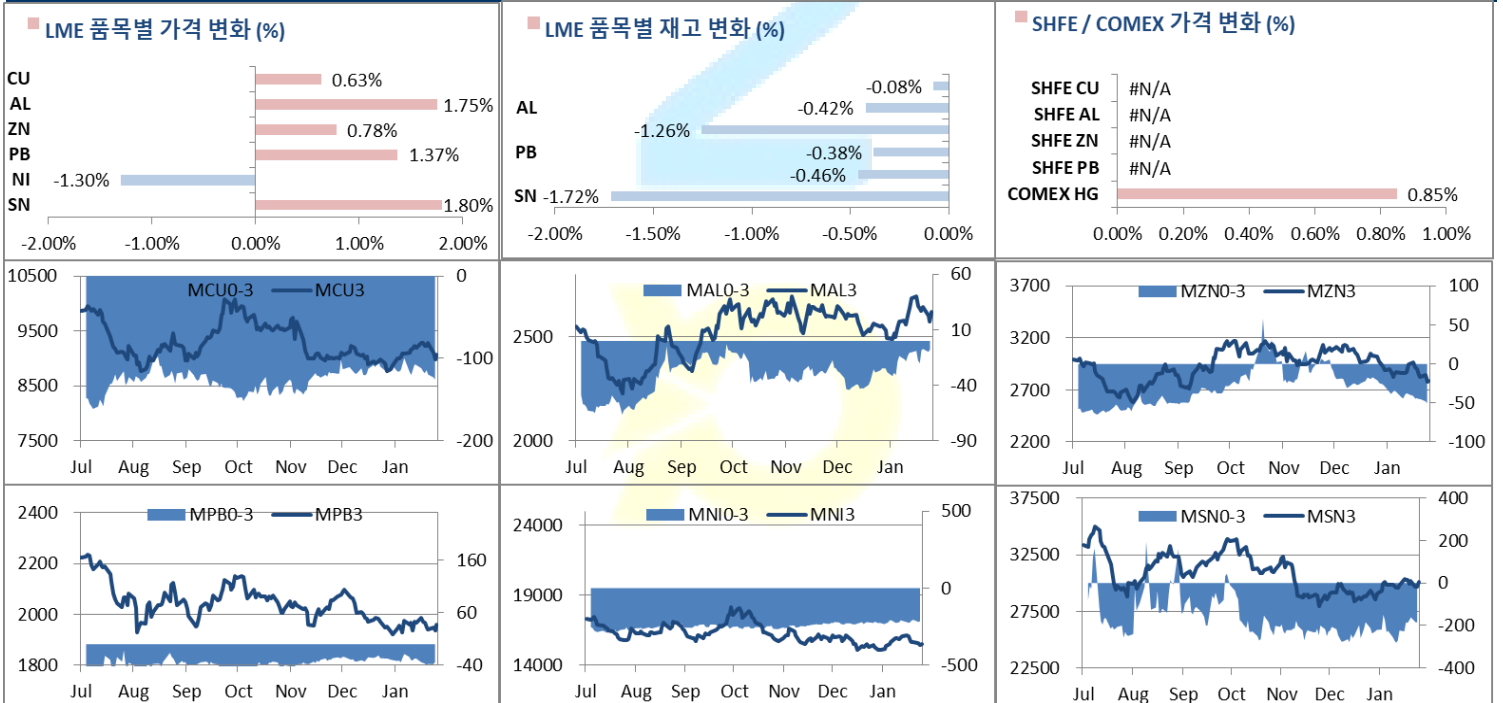 LME 품목별 가격 변화 (%)
CU
0.63%
AL
1.75%
ZN
0.78%
PB
1.37%
NI
-1.30%
SN
1.80%
-2.00% -1.00% 0.00% 1.00% 2.00%
LME 품목별 재고 변화 (%)
-0.08%
AL
-0.42%
-1.26%
PB
-0.38%
-0.46%
SN
-1.72%
-2.00% -1.50% -1.00% -0.50% 0.00%
SHFE / COMEX 가격 변화 (%)
SHFE CU #N/A
SHFE AL #N/A
SHFE ZN #N/A
SHFE PB #N/A
COMEX HG 0.85%
0.00% 0.20% 0.40% 0.60% 0.80% 1.00%
MCU0-3 MCU3
10500 0
9500 -100
8500
7500 -200
Jul Aug Sep Oct Nov Dec Jan
MAL0-3 MAL3
60
2500 10
-40
2000 -90
Jul Aug Sep Oct Nov Dec Jan
MZN0-3 MZN3
3700 100
50
3200
0
2700
-50
2200 -100
Jul Aug Sep Oct Nov Dec Jan
MPB0-3 MPB3
2400
2200 160
2000 60
1800 -40
Jul Aug Sep Oct Nov Dec Jan
MNI0-3 MNI3
24000 500
19000 0
14000 -500
Jul Aug Sep Oct Nov Dec Jan
MSN0-3 MSN3
37500 400
32500 200
0
27500
-200
22500 -400
Jul Aug Sep Oct Nov Dec Jan